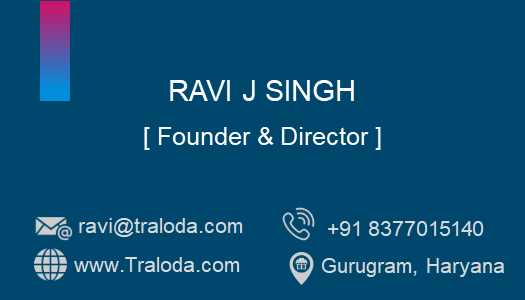 RAVI J SINGH
[ Founder & Director ]
ravi@traloda.com
+91 8377015140
www.Traloda.com
Gurugram, Haryana